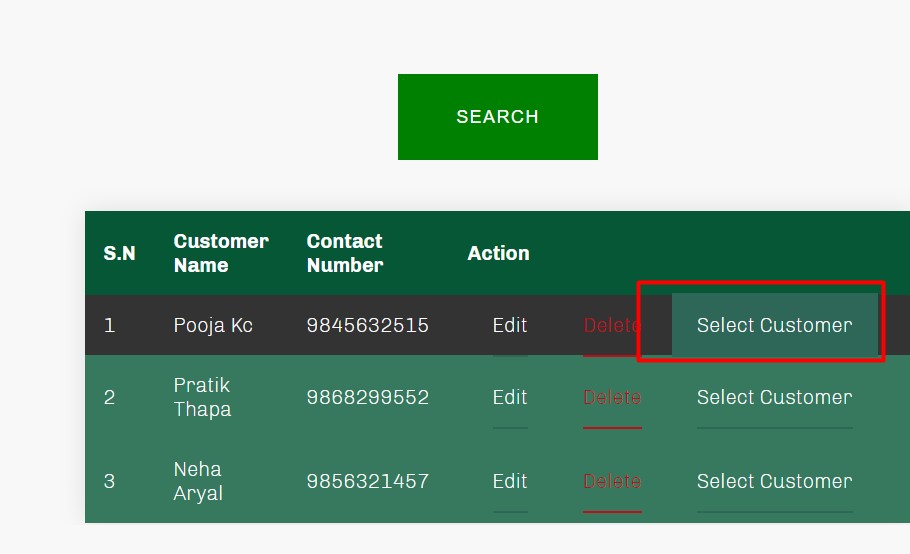 SEARCH
S.N Customer Name Contact Number Action
1 Pooja Kc 9845632515 Edit Delete Select Customer
2 Pratik Thapa 9868299552 Edit Delete Select Customer
3 Neha Aryal 9856321457 Edit Delete Select Customer